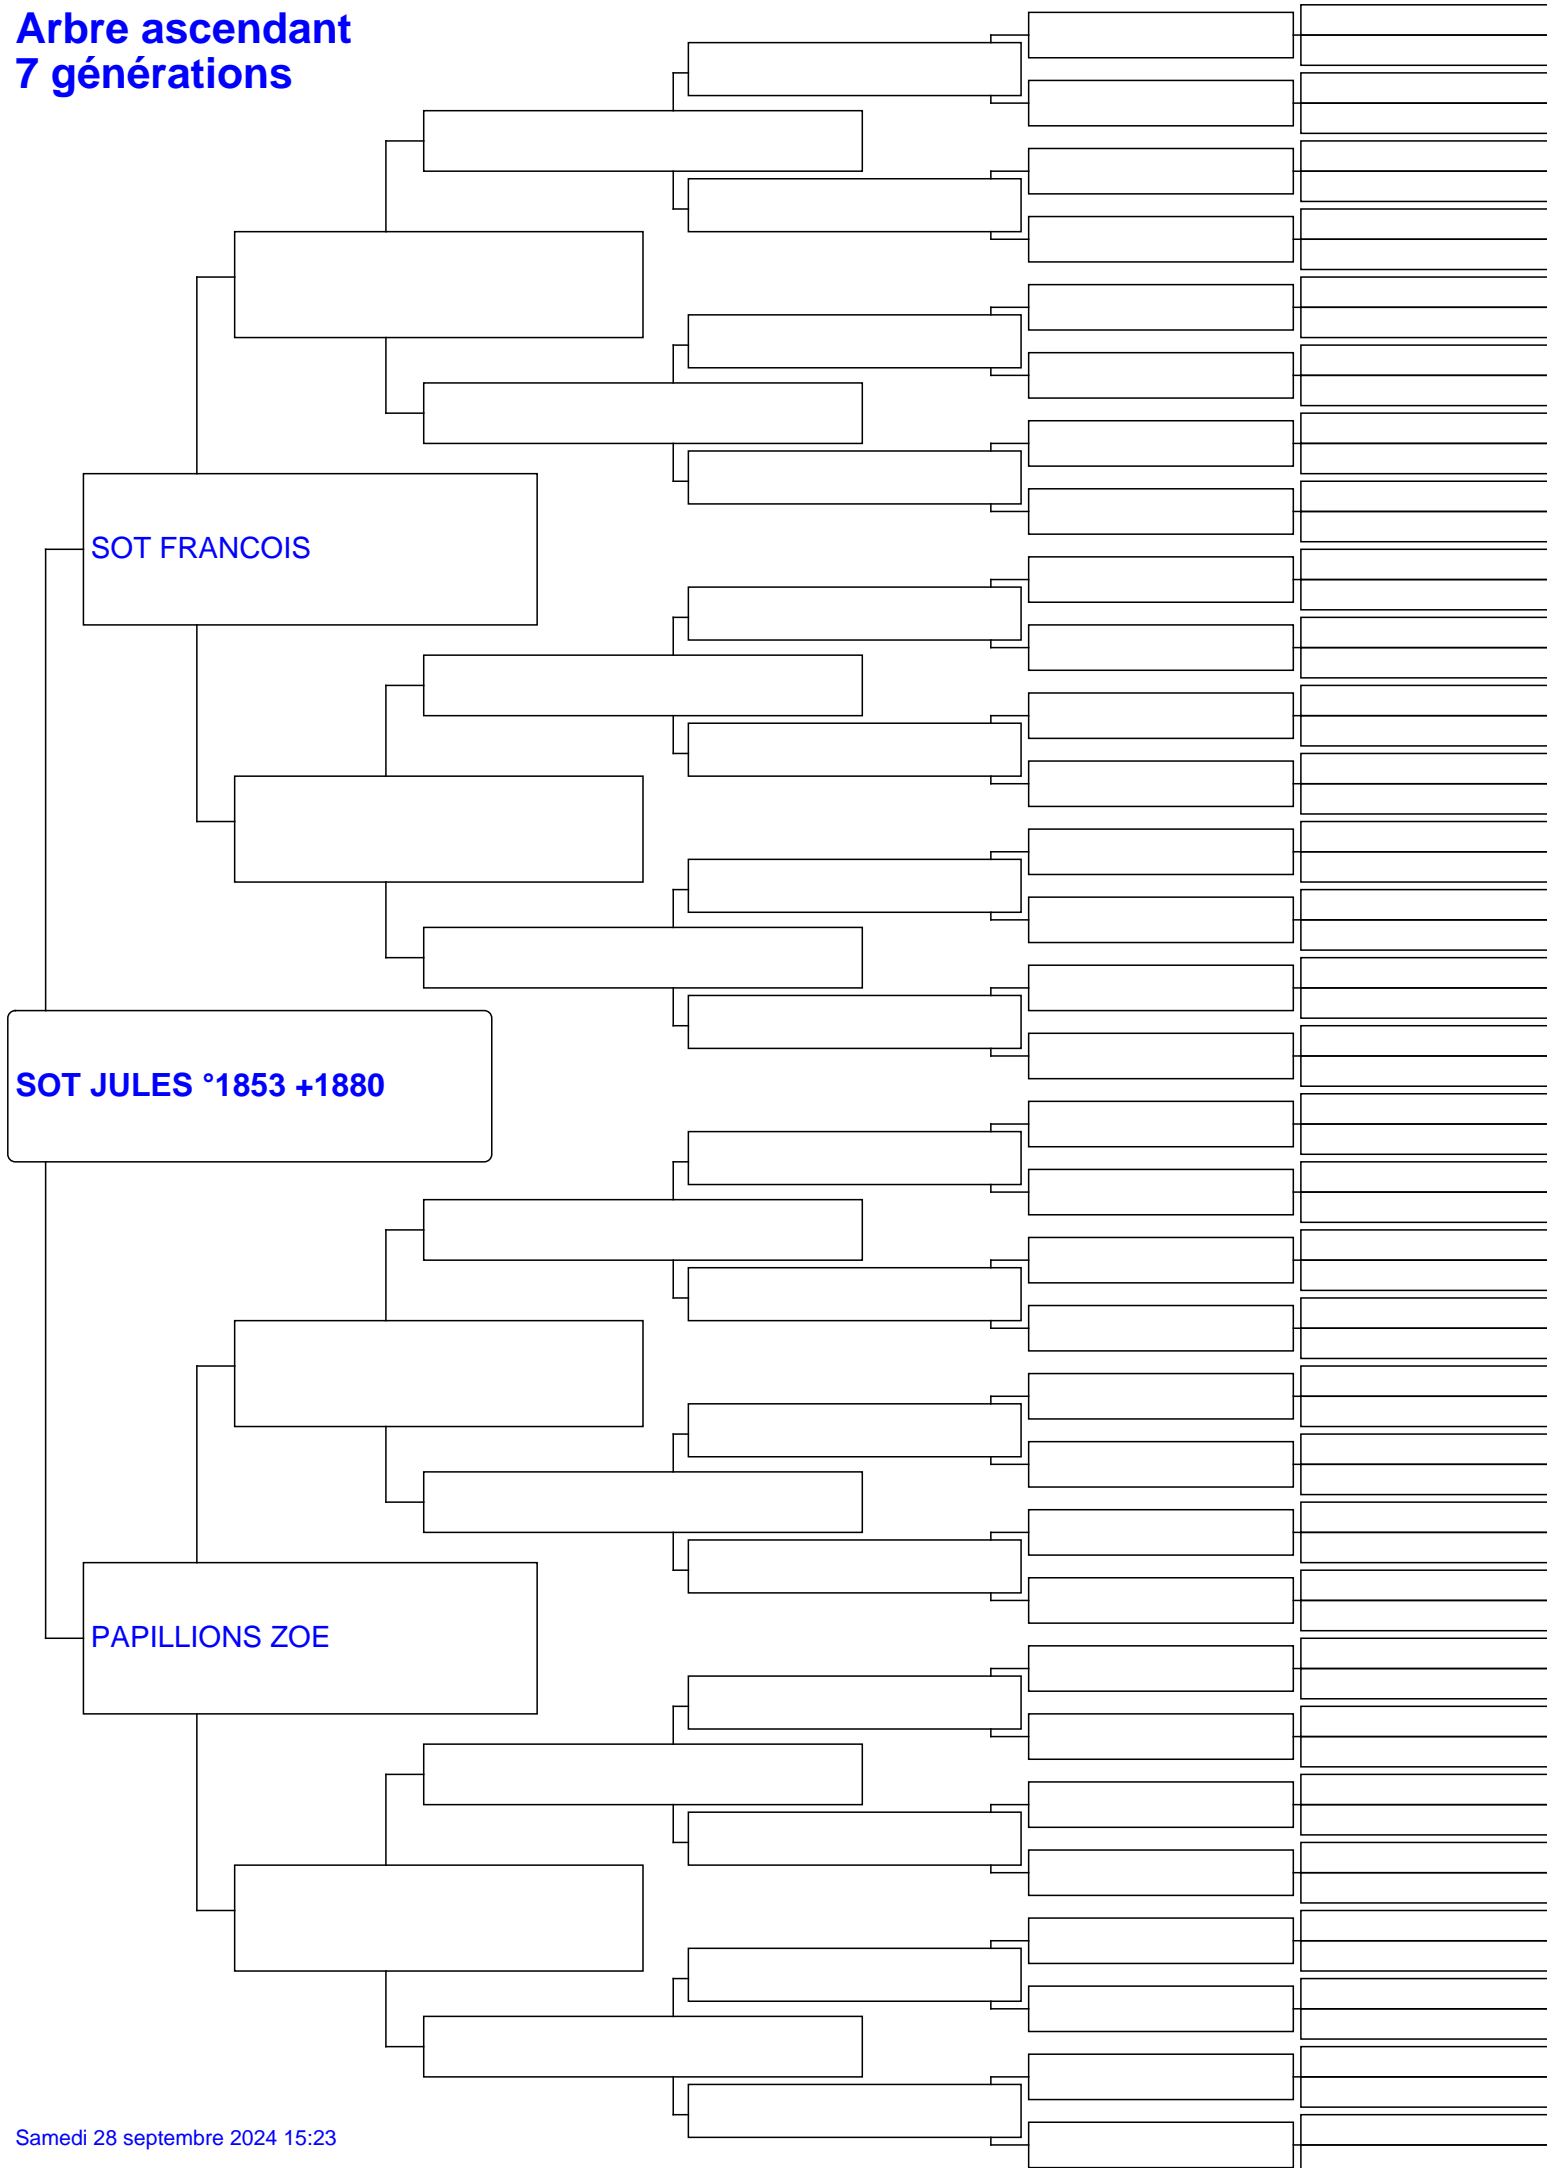 Arbre ascendant
7 générations
SOT FRANCOIS
SOT JULES °1853 +1880
PAPILLIONS ZOE
Samedi 28 septembre 2024 15:23